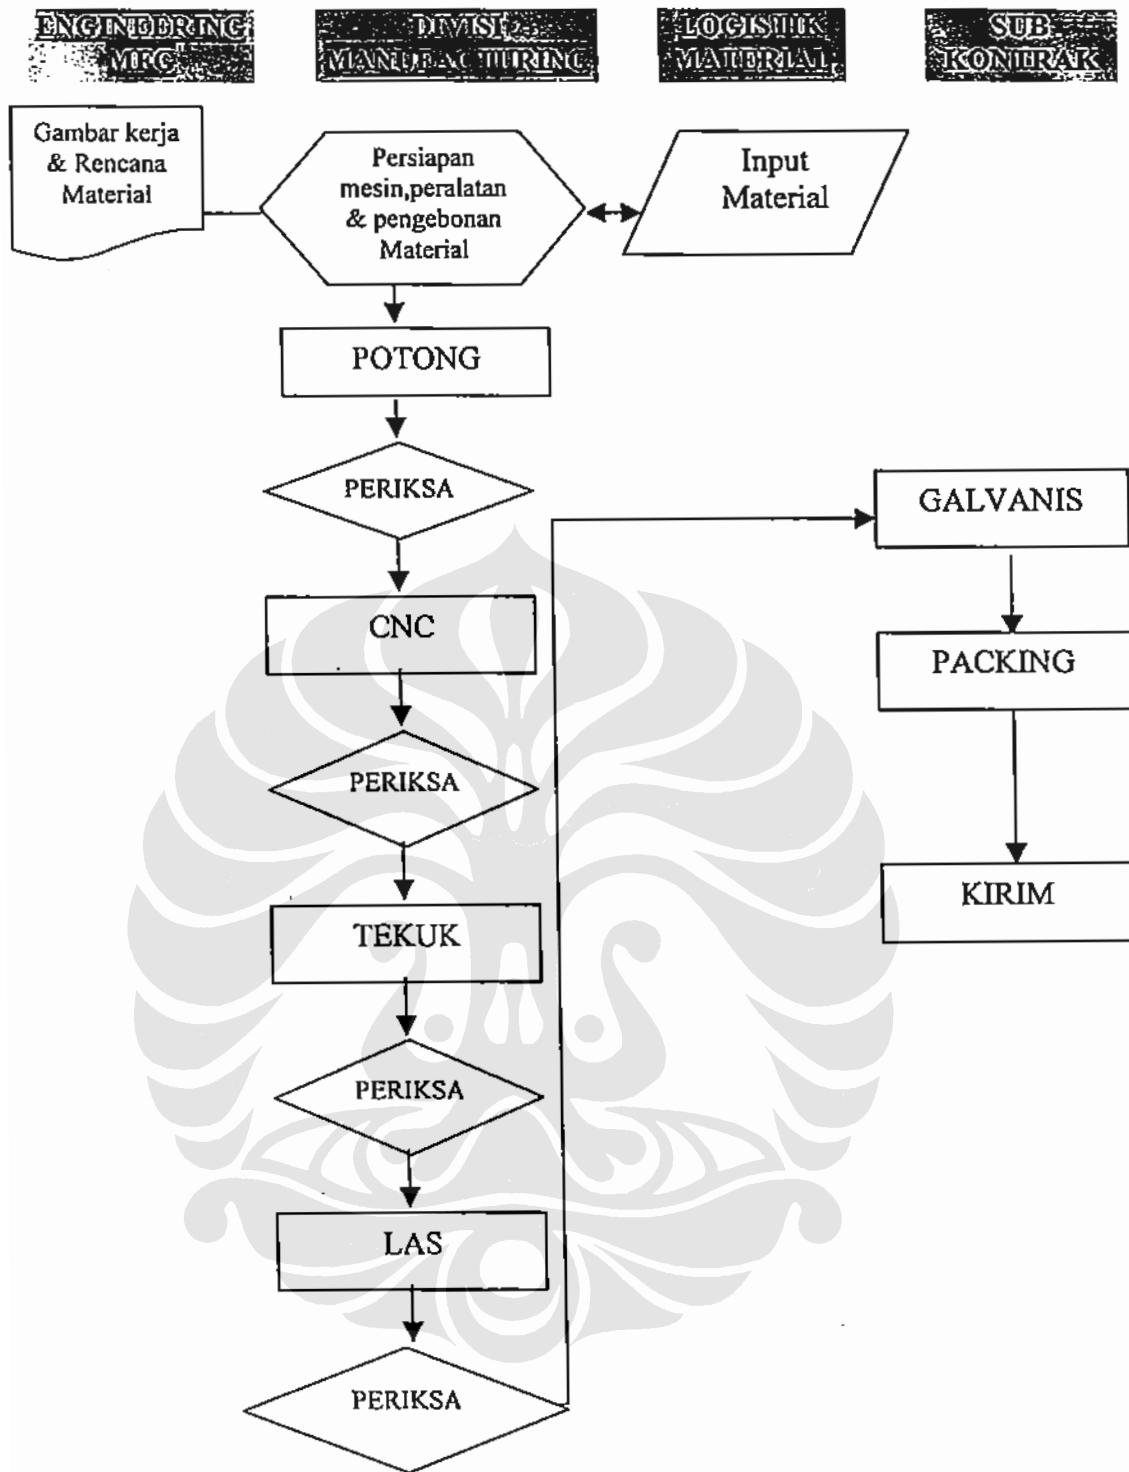 ENGINEERING
MFC
DIVISI
MANUFACTURING
LOGISTIK
MATERIAL
SUB
KONTRAK
Gambar kerja
& Rencana
Material
Persiapan
mesin,peralatan
& pengebonan
Material
Input
Material
POTONG
PERIKSA
CNC
PERIKSA
TEKUK
PERIKSA
LAS
PERIKSA
GALVANIS
PACKING
KIRIM